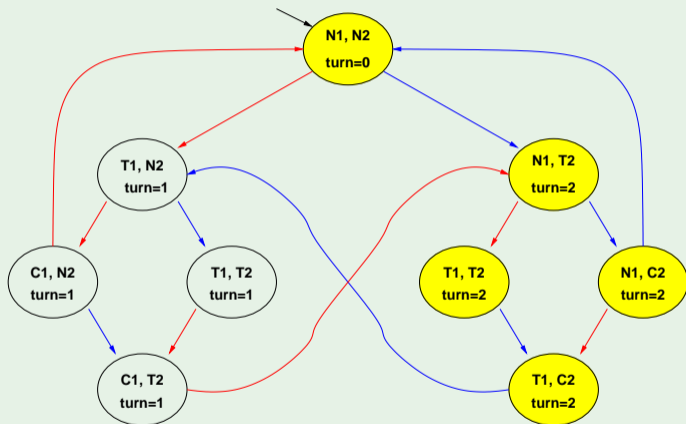 N1, N2
turn=0
T1, N2
turn=1
N1, T2
turn=2
C1, N2
turn=1
T1, T2
turn=1
T1, T2
turn=2
N1, C2
turn=2
C1, T2
turn=1
T1, C2
turn=2